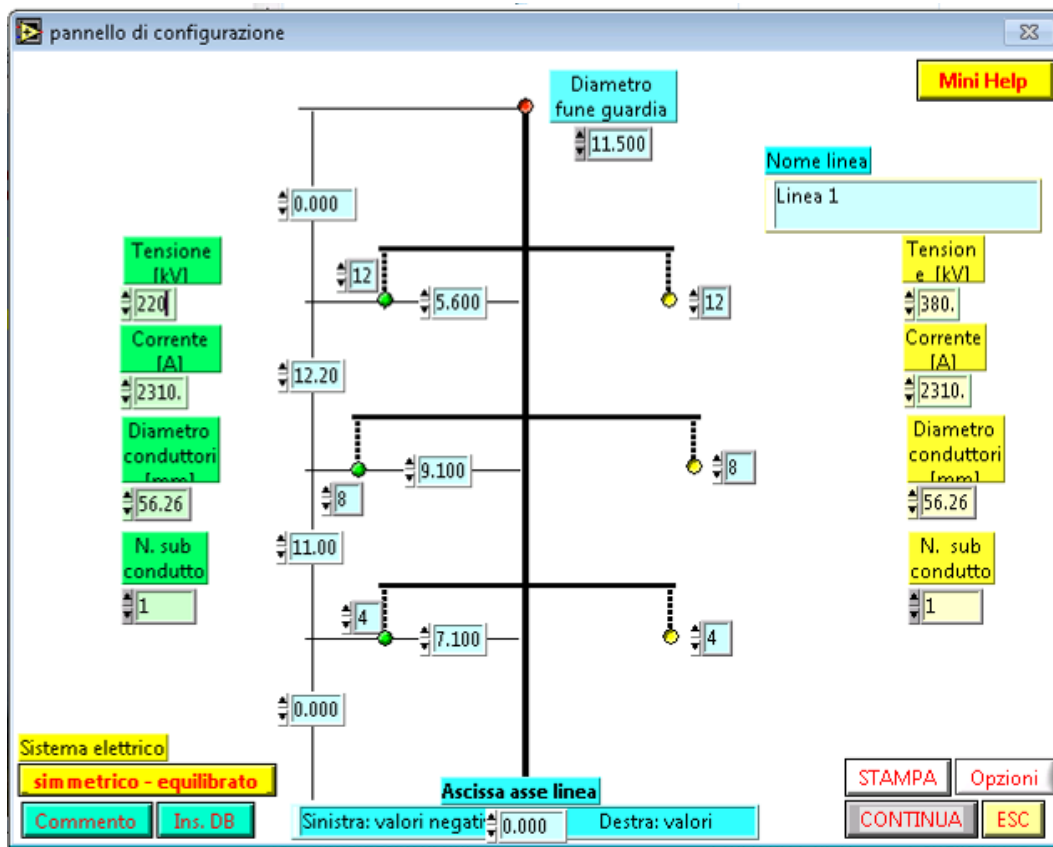 pannello di configurazione
Mini Help
Diametro
fune guardia
11.500
Nome linea
Linea 1
0.000
Tensione
[kV]
220
Tension
e [kV]
380.
12
5.600
12
Corrente
[A]
2310.
Corrente
[A]
2310.
12.20
Diametro
conduttori
[mm]
56.26
Diametro
conduttori
[mm]
56.26
9.100
8
8
11.00
N. sub
condutto
1
N. sub
condutto
1
4
7.100
4
0.000
Sistema elettrico
simmetrico - equilibrato
Commento
Ins. DB
Ascissa asse linea
Sinistra: valori negati
0.000
Destra: valori
STAMPA
Opzioni
CONTINUA
ESC